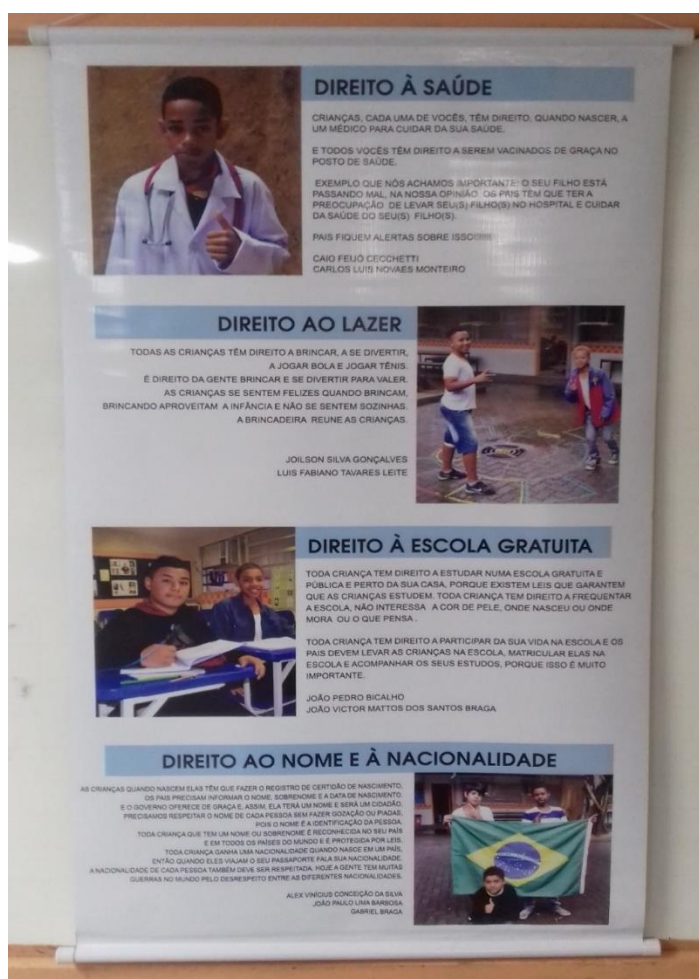 DIREITO À SAÚDE
CRIANÇAS, CADA UMA DE VOCÊS, TÊM DIREITO, QUANDO NASCER, A
UM MÉDICO PARA CUIDAR DA SUA SAÚDE.
E TODOS VOCÊS TÊM DIREITO A SEREM VACINADOS DE GRAÇA NO
POSTO DE SAÚDE.
EXEMPLO QUE NÓS ACHAMOS IMPORTANTE: O SEU FILHO ESTÁ
PASSANDO MAL, NA NOSSA OPINIÃO, OS PAIS TÊM QUE TER A
PREOCUPAÇÃO DE LEVAR SEU(S) FILHO(S) NO HOSPITAL E CUIDAR
DA SAÚDE DO SEU(S) FILHO(S).
PAIS FIQUEM ALERTAS SOBRE ISSO!!!!!!
CAIO FEIJÓ CECCHETTI
CARLOS LUIS NOVAES MONTEIRO
DIREITO AO LAZER
TODAS AS CRIANÇAS TÊM DIREITO A BRINCAR, A SE DIVERTIR,
A JOGAR BOLA E JOGAR TÊNIS.
É DIREITO DA GENTE BRINCAR E SE DIVERTIR PARA VALER.
AS CRIANÇAS SE SENTEM FELIZES QUANDO BRINCAM,
BRINCANDO APROVEITAM A INFÂNCIA E NÃO SE SENTEM SOZINHAS.
A BRINCADEIRA REUNE AS CRIANÇAS.
JOILSON SILVA GONÇALVES
LUIS FABIANO TAVARES LEITE
DIREITO À ESCOLA GRATUITA
TODA CRIANÇA TEM DIREITO A ESTUDAR NUMA ESCOLA GRATUITA E
PÚBLICA E PERTO DA SUA CASA, PORQUE EXISTEM LEIS QUE GARANTEM
QUE AS CRIANÇAS ESTUDEM. TODA CRIANÇA TEM DIREITO A FREQUENTAR
A ESCOLA, NÃO INTERESSA A COR DE PELE, ONDE NASCEU OU ONDE
MORA OU O QUE PENSA.
TODA CRIANÇA TEM DIREITO A PARTICIPAR DA SUA VIDA NA ESCOLA E OS
PAIS DEVEM LEVAR AS CRIANÇAS NA ESCOLA, MATRICULAR ELAS NA
ESCOLA E ACOMPANHAR OS SEUS ESTUDOS, PORQUE ISSO É MUITO
IMPORTANTE.
JOÃO PEDRO BICALHO
JOÃO VICTOR MATTOS DOS SANTOS BRAGA
DIREITO AO NOME E À NACIONALIDADE
AS CRIANÇAS QUANDO NASCEM ELAS TÊM QUE FAZER O REGISTRO DE CERTIDÃO DE NASCIMENTO,
OS PAIS PRECISAM INFORMAR O NOME, SOBRENOME E A DATA DE NASCIMENTO.
E O GOVERNO OFERECE DE GRAÇA E, ASSIM, ELA TERÁ UM NOME E SERÁ UM CIDADÃO,
PRECISAMOS RESPEITAR O NOME DE CADA PESSOA SEM FAZER GOZAÇÃO OU PIADAS,
POIS O NOME É A IDENTIFICAÇÃO DA PESSOA.
TODA CRIANÇA QUE TEM UM NOME OU SOBRENOME É RECONHECIDA NO SEU PAÍS
E EM TODOS OS PAÍSES DO MUNDO E É PROTEGIDA POR LEIS.
TODA CRIANÇA GANHA UMA NACIONALIDADE QUANDO NASCE EM UM PAÍS,
ENTÃO QUANDO ELES VIAJAM O SEU PASSAPORTE FALA SUA NACIONALIDADE.
A NACIONALIDADE DE CADA PESSOA TAMBÉM DEVE SER RESPEITADA. HOJE A GENTE TEM MUITAS
GUERRAS NO MUNDO PELO DESRESPEITO ENTRE AS DIFERENTES NACIONALIDADES.
ALEX VINÍCIUS CONCEIÇÃO DA SILVA
JOÃO PAULO LIMA BARBOSA
GABRIEL BRAGA